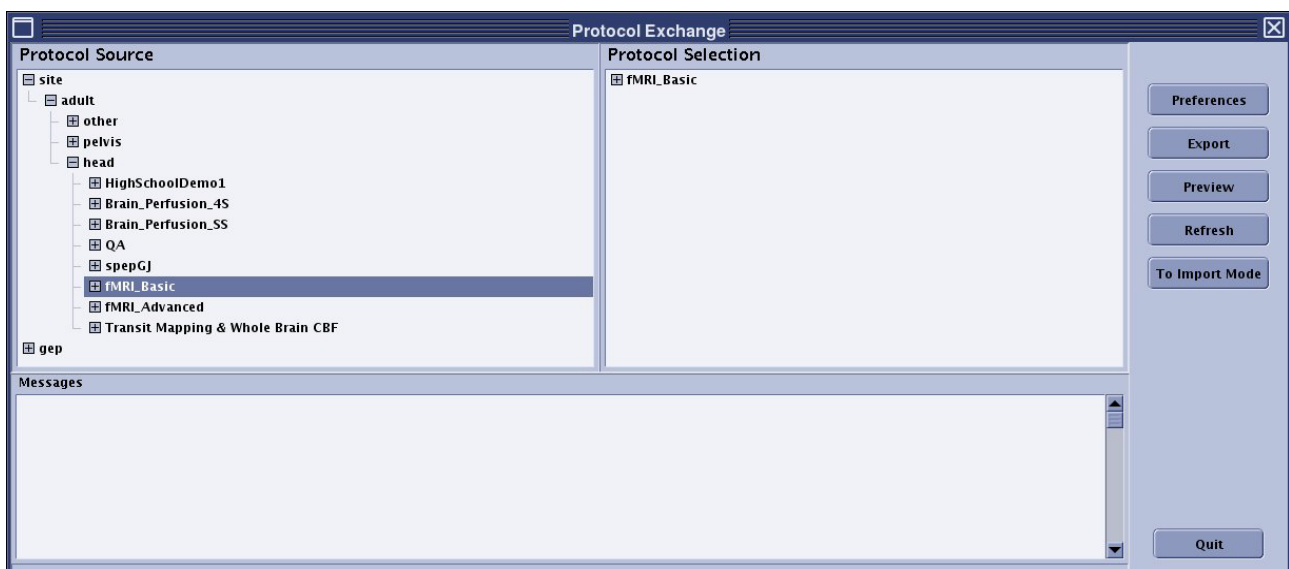 Protocol Exchange
Protocol Source
site
adult
other
pelvis
head
HighSchoolDemo1
Brain_Perfusion_4S
Brain_Perfusion_SS
QA
spepGJ
fMRI_Basic
fMRI_Advanced
Transit Mapping & Whole Brain CBF
gep
Protocol Selection
fMRI_Basic
Preferences
Export
Preview
Refresh
To Import Mode
Messages
Quit